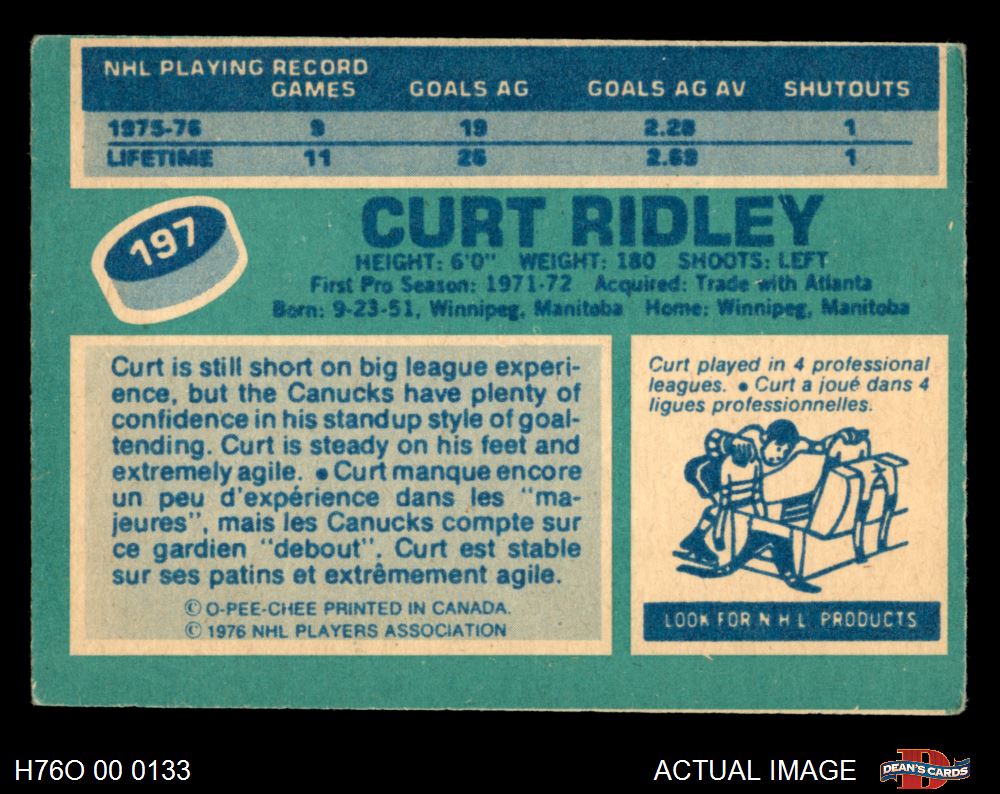 NHL PLAYING RECORD
GAMES GOALS AG GOALS AG AV SHUTOUTS
1975-76 9 19 2.28 1
LIFETIME 11 1
197
CURT RIDLEY
HEIGHT: 6'0" WEIGHT: 180 SHOOTS: LEFT
First Pro Season: 1971-72 Acquired: Trade with Atlanta
Born: 9-23-51, Winnipeg, Manitoba Home: Winnipeg, Manitoba
Curt is still short on big league experi-
ence, but the Canucks have plenty of
confidence in his standup style of goal-
tending. Curt is steady on his feet and
extremely agile. • Curt manque encore
un peu d'expérience dans les "ma-
jeures", mais les Canucks compte sur
ce gardien "debout". Curt est stable
sur ses patins et extrêmement agile.
© O-PEE-CHEE PRINTED IN CANADA.
© 1976 NHL PLAYERS ASSOCIATION
Curt played in 4 professional
leagues. • Curt a joué dans 4
ligues professionnelles.
LOOK FOR N H L PRODUCTS
H76O 00 0133
ACTUAL IMAGE
DEAN'S CARDS